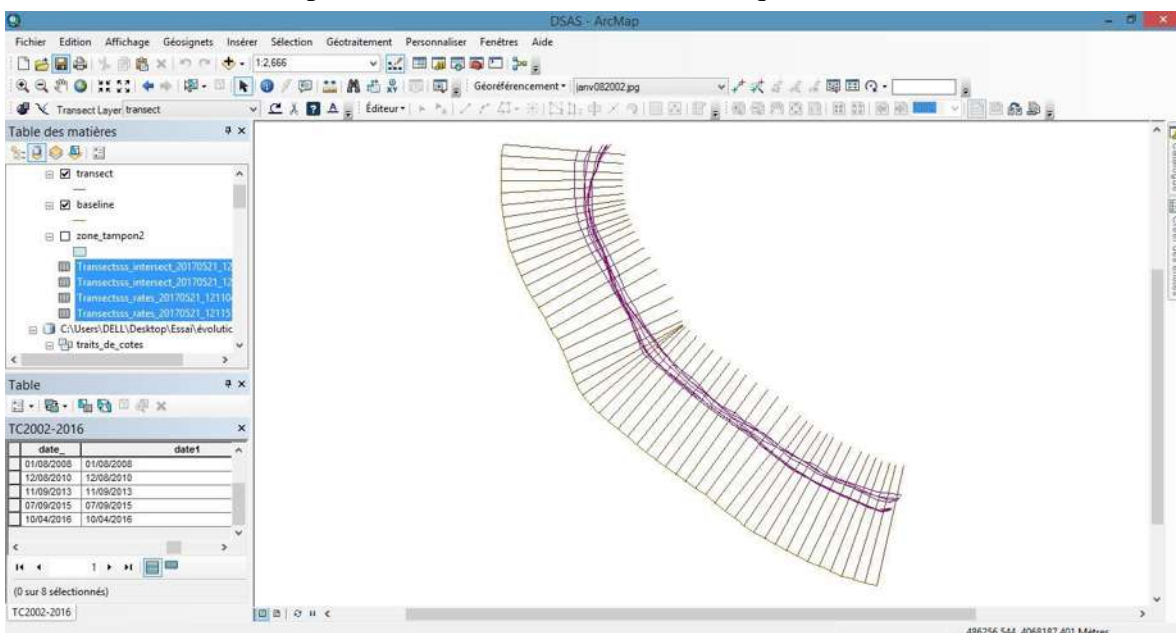 DSAS - ArcMap
Fichier Edition Affichage Géosignets Insérer Sélection Géotraitement Personnaliser Fenêtres Aide
1:2,666
Géoréférencement janv082002.jpg
Transect Layer transect Éditeur
Table des matières
transect
baseline
zone_tampon2
Transectsss_intersect_20170521_12
Transectsss_intersect_20170521_12
Transectsss_rates_20170521_12110
Transectsss_rates_20170521_12115
C:\Users\DELL\Desktop\Essai\évolutic
traits_de_cotes
Table
TC2002-2016
date_ date1
01/08/2008 01/08/2008
12/08/2010 12/08/2010
11/09/2013 11/09/2013
07/09/2015 07/09/2015
10/04/2016 10/04/2016
1
(0 sur 8 sélectionnés)
TC2002-2016
486256,544 4068187,401 Mètres